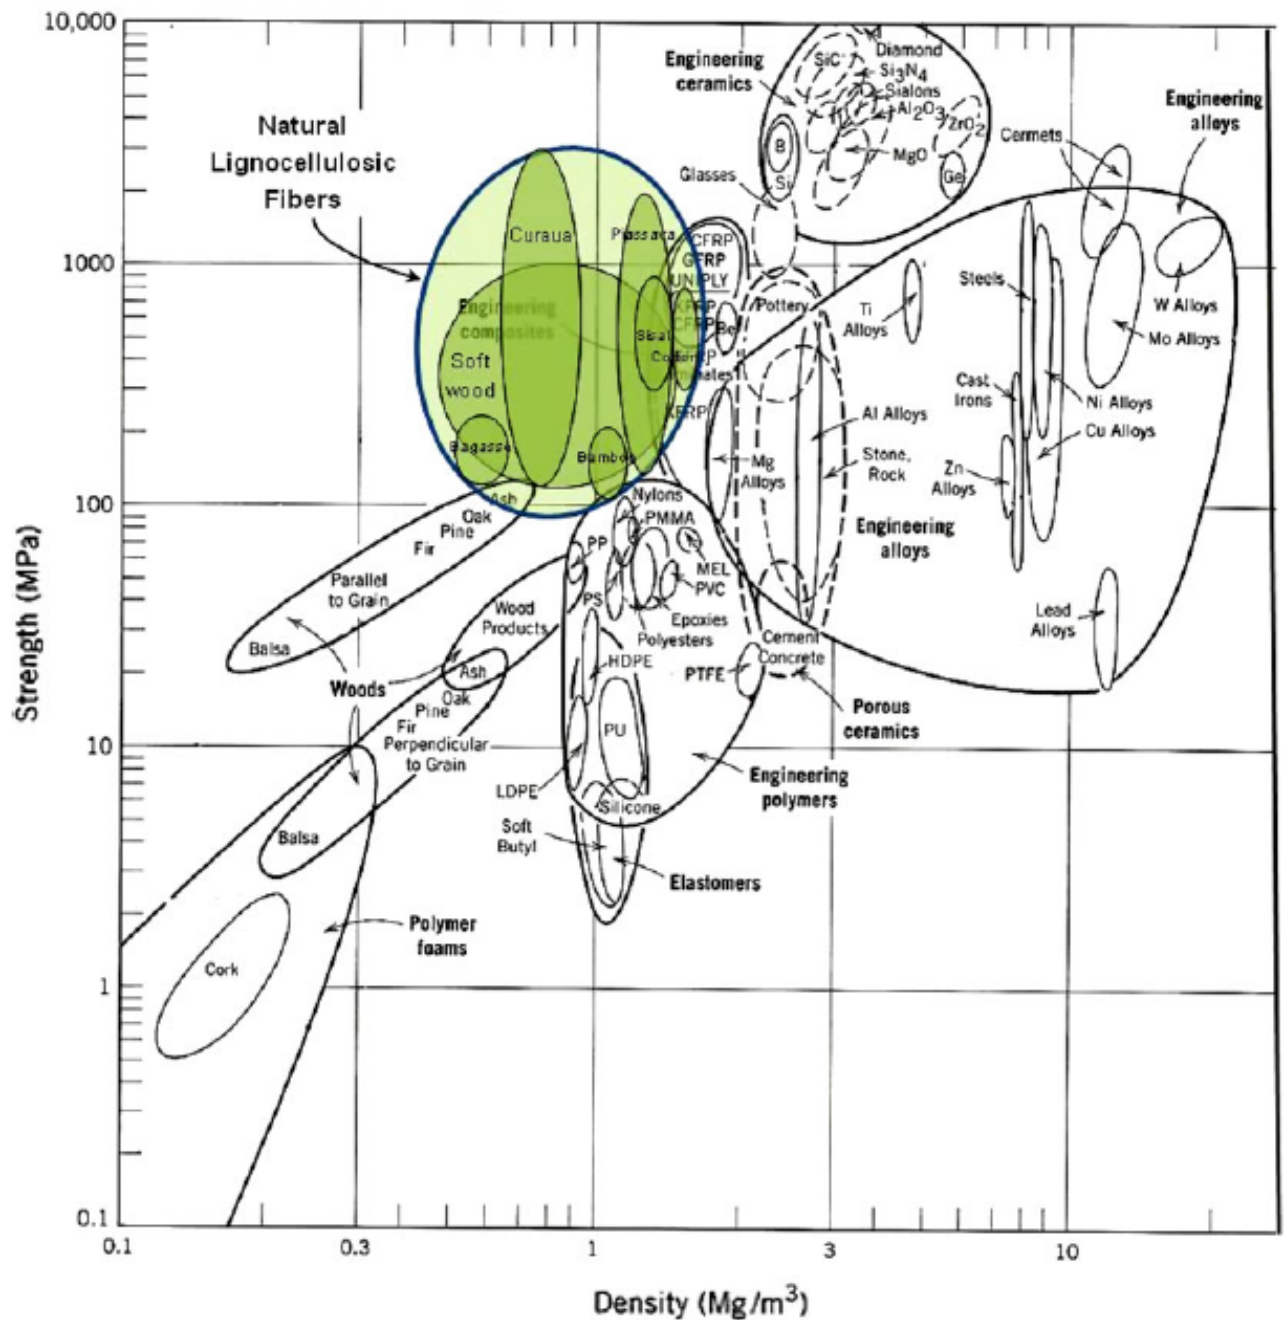 10,000
1000
100
10
1
0.1
Strength (MPa)
0.1
0.3
1
3
10
Density (Mg/m³)
Natural
Lignocellulosic
Fibers
Curaua
Piassaca
Engineering
composites
Soft
wood
Sisal
Bagasse
Bamboo
Engineering
ceramics
Diamond
SiC
Si₃N₄
Sialons
Al₂O₃
ZrO₂
MgO
B
Si
Ge
Glasses
Cermets
Engineering
alloys
CFRP
GFRP
UNIPLY
KFRP
CFRP
Be
KFRP
Pottery
Ti
Alloys
Steels
W Alloys
Mo Alloys
Cast
Irons
Ni Alloys
Cu Alloys
Al Alloys
Mg
Alloys
Stone,
Rock
Zn
Alloys
Engineering
alloys
Lead
Alloys
Ash
Oak
Pine
Fir
Parallel
to Grain
Balsa
Woods
Wood
Products
Ash
Oak
Pine
Fir
Perpendicular
to Grain
Balsa
Nylons
PMMA
PP
MEL
PVC
PS
Epoxies
Polyesters
HDPE
PTFE
Cement
Concrete
Porous
ceramics
PU
LDPE
Silicone
Engineering
polymers
Soft
Butyl
Elastomers
Polymer
foams
Cork